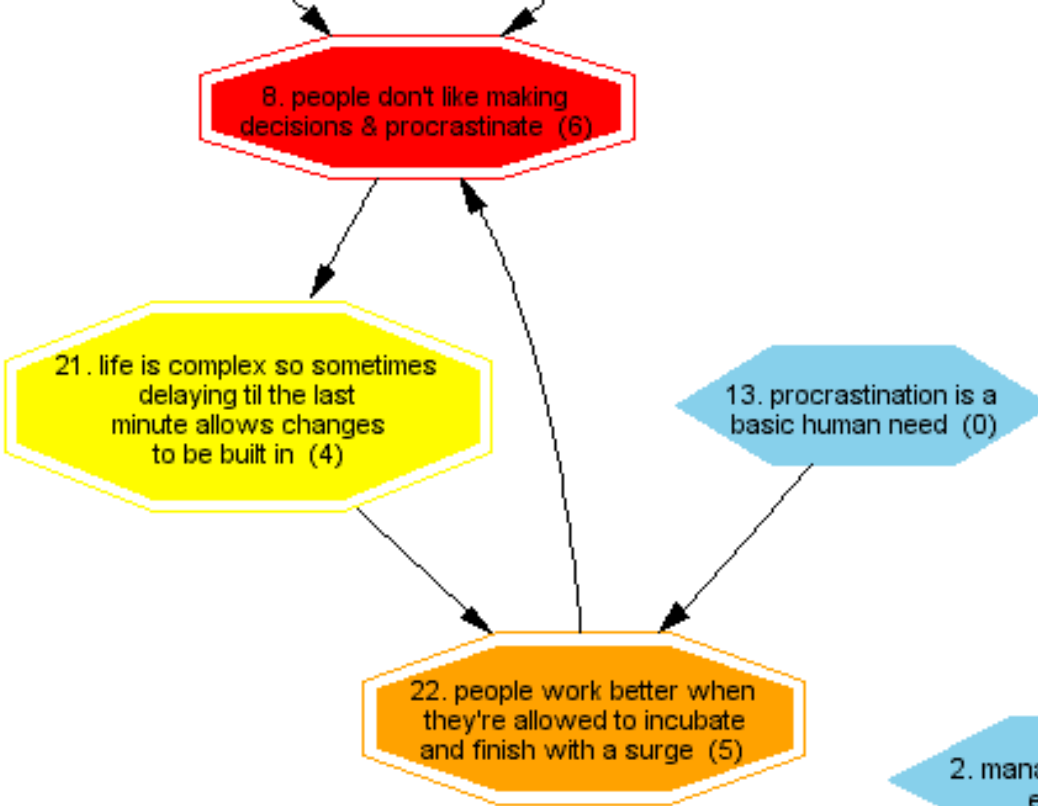 8. people don't like making
decisions & procrastinate (6)
21. life is complex so sometimes
delaying til the last
minute allows changes
to be built in (4)
13. procrastination is a
basic human need (0)
22. people work better when
they're allowed to incubate
and finish with a surge (5)
2.